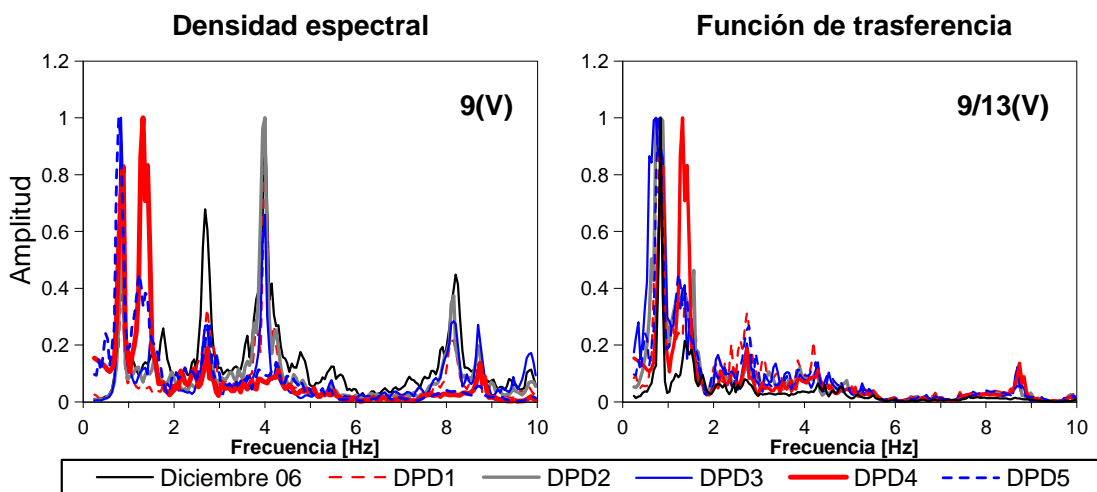 Densidad espectral
Función de trasferencia
1.2
1
0.8
0.6
0.4
0.2
0
9(V)
0 2 4 6 8 10
Frecuencia [Hz]
Amplitud
1.2
1
0.8
0.6
0.4
0.2
0
9/13(V)
0 2 4 6 8 10
Frecuencia [Hz]
Diciembre 06 DPD1 DPD2 DPD3 DPD4 DPD5